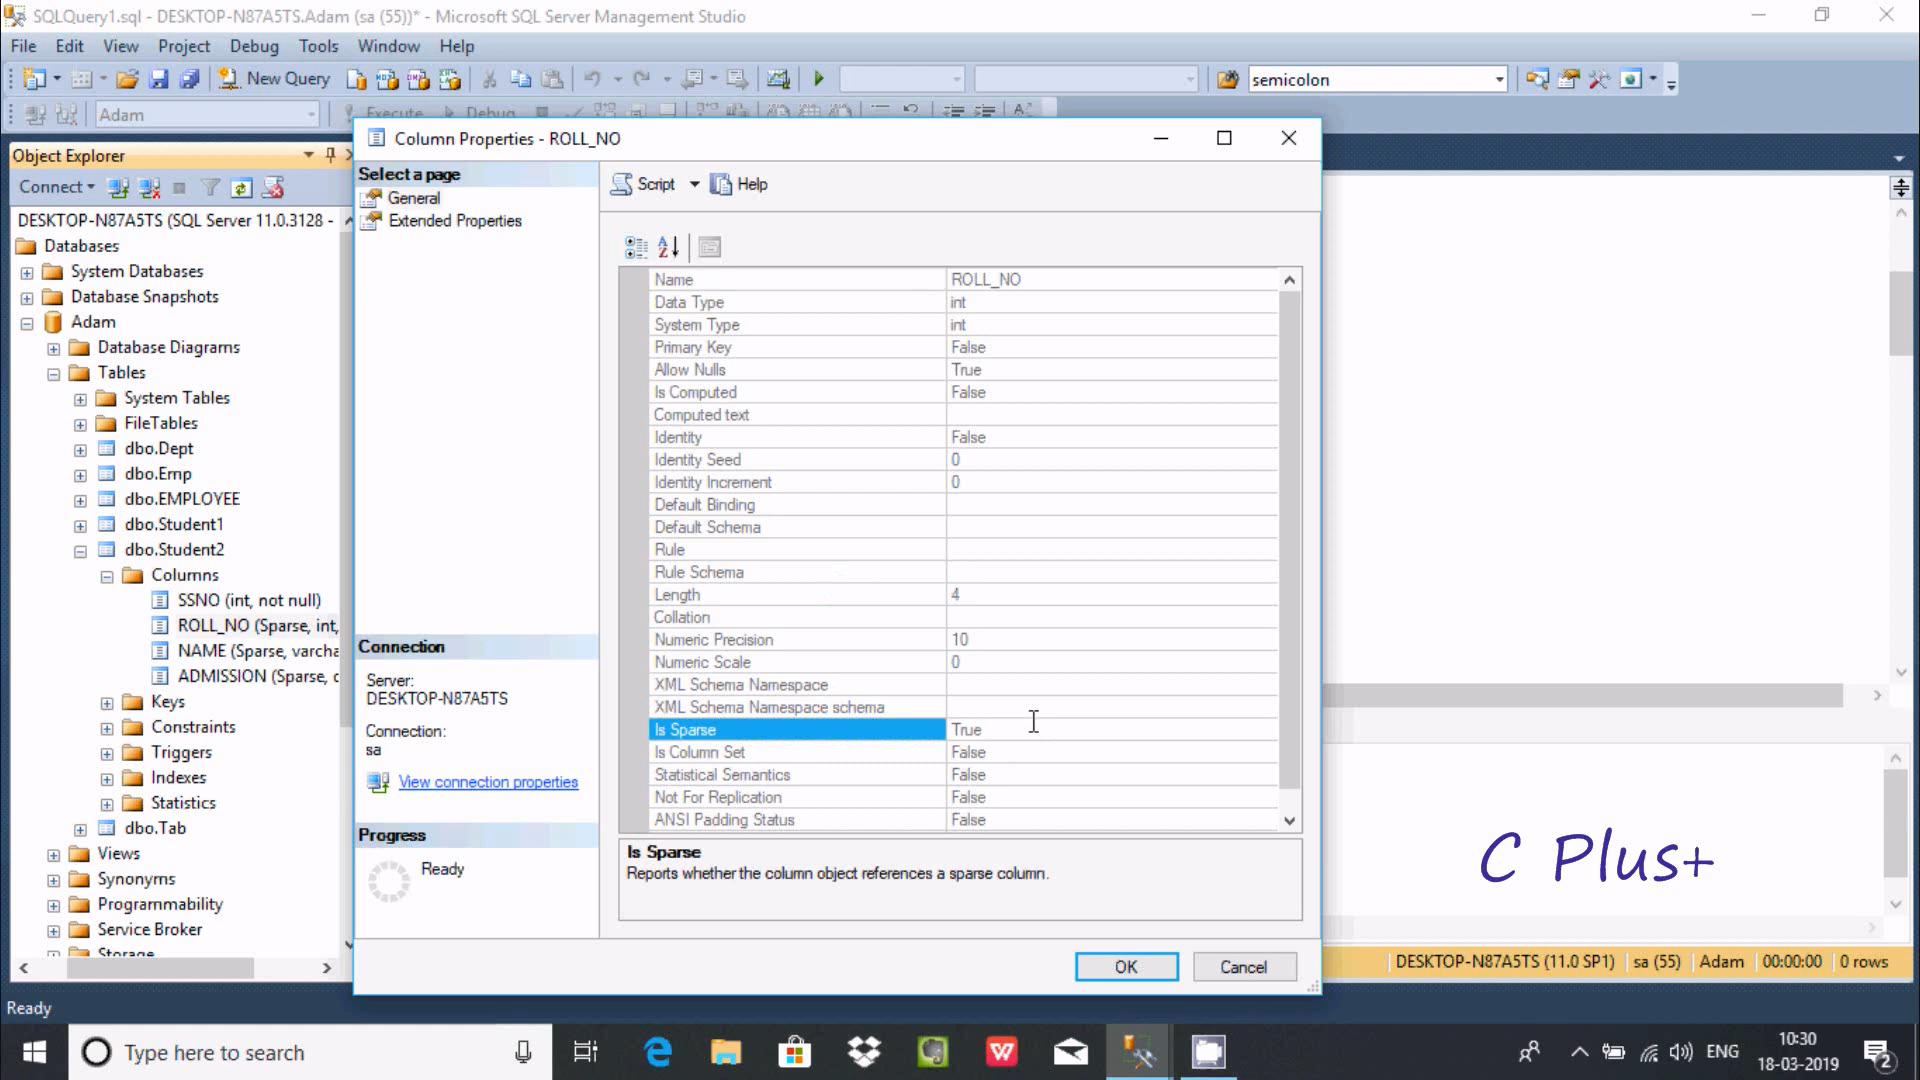 SQLQuery1.sql - DESKTOP-N87A5TS.Adam (sa (55))* - Microsoft SQL Server Management Studio
File Edit View Project Debug Tools Window Help
New Query semicolon
Adam Execute Debug
Object Explorer
Connect
DESKTOP-N87A5TS (SQL Server 11.0.3128 -
Databases
System Databases
Database Snapshots
Adam
Database Diagrams
Tables
System Tables
FileTables
dbo.Dept
dbo.Emp
dbo.EMPLOYEE
dbo.Student1
dbo.Student2
Columns
SSNO (int, not null)
ROLL_NO (Sparse, int,
NAME (Sparse, varcha
ADMISSION (Sparse, c
Keys
Constraints
Triggers
Indexes
Statistics
dbo.Tab
Views
Synonyms
Programmability
Service Broker
Storage
Column Properties - ROLL_NO
Select a page
General
Extended Properties
Connection
Server:
DESKTOP-N87A5TS
Connection:
sa
View connection properties
Progress
Ready
Script Help
Name ROLL_NO
Data Type int
System Type int
Primary Key False
Allow Nulls True
Is Computed False
Computed text
Identity False
Identity Seed 0
Identity Increment 0
Default Binding
Default Schema
Rule
Rule Schema
Length 4
Collation
Numeric Precision 10
Numeric Scale 0
XML Schema Namespace
XML Schema Namespace schema
Is Sparse True
Is Column Set False
Statistical Semantics False
Not For Replication False
ANSI Padding Status False
Is Sparse
Reports whether the column object references a sparse column.
OK Cancel
C Plus+
DESKTOP-N87A5TS (11.0 SP1) sa (55) Adam 00:00:00 0 rows
Ready
Type here to search
ENG
10:30
18-03-2019
2